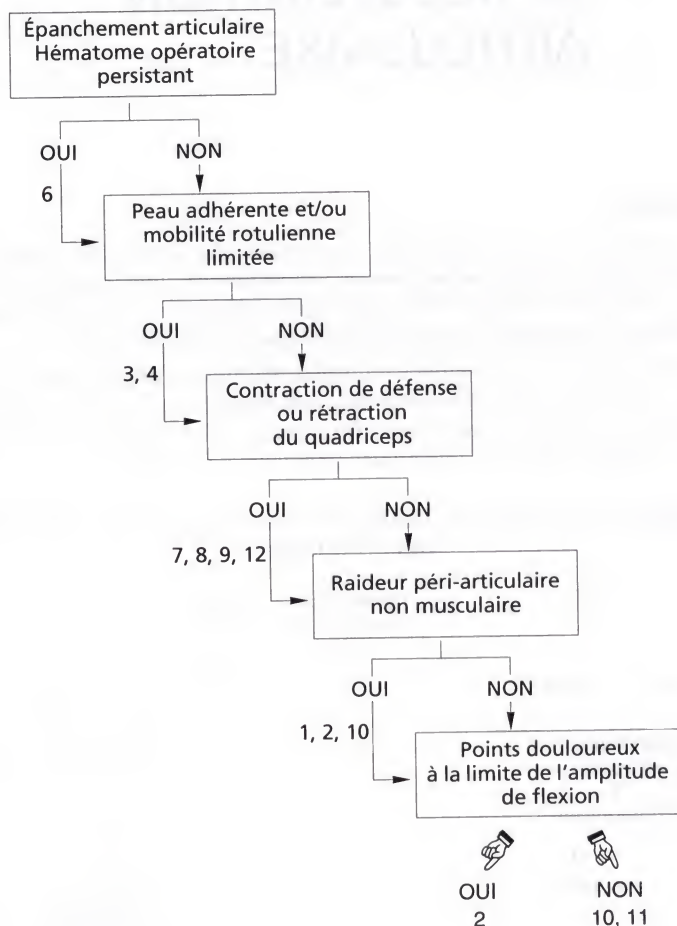 Épanchement articulaire
Hématome opératoire
persistant
OUI NON
6
Peau adhérente et/ou
mobilité rotulienne
limitée
OUI NON
3, 4
Contraction de défense
ou rétraction
du quadriceps
OUI NON
7, 8, 9, 12
Raideur péri-articulaire
non musculaire
OUI NON
1, 2, 10
Points douloureux
à la limite de l'amplitude
de flexion
OUI NON
2 10, 11